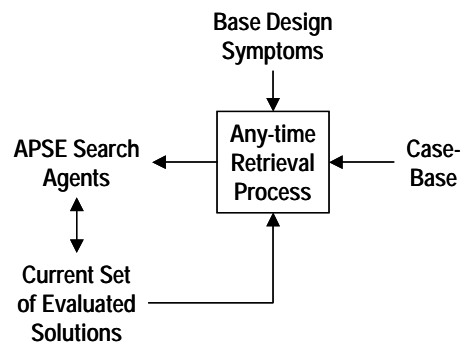 Base Design
Symptoms
Any-time
Retrieval
Process
APSE Search
Agents
Case-
Base
Current Set
of Evaluated
Solutions